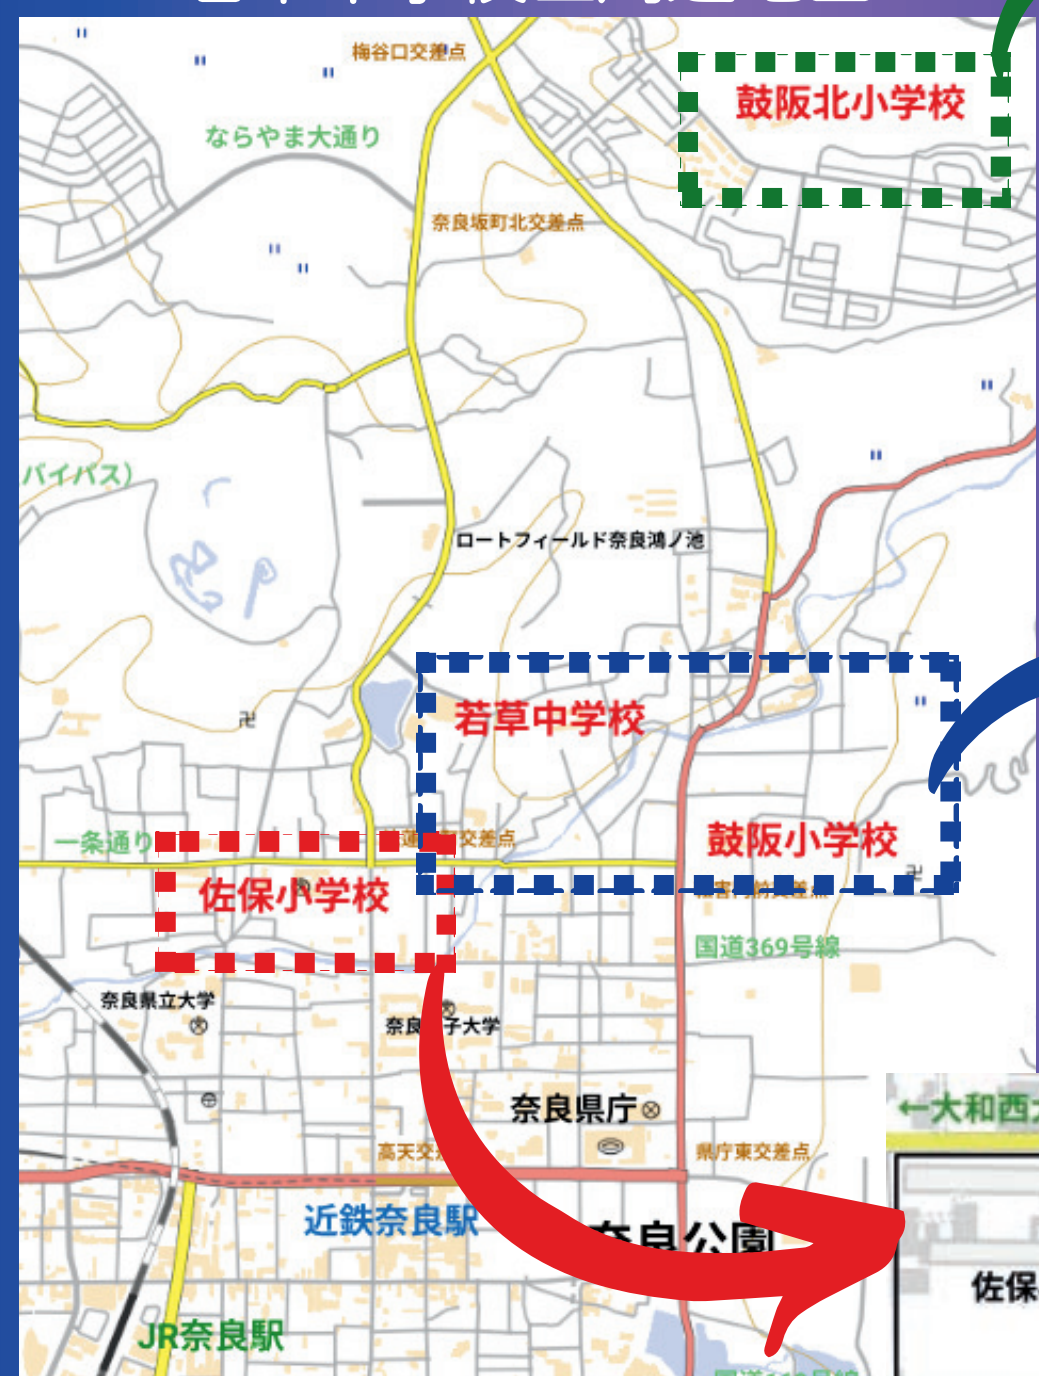 梅谷口交差点
鼓阪北小学校
ならやま大通り
奈良坂町北交差点
バイパス）
ロートフィールド奈良鴻ノ池
若草中学校
一条通り
交差点
鼓阪小学校
佐保小学校
国道369号線
奈良県立大学
奈良
子大学
奈良県庁
高天交
県庁東交差点
←大和西
近鉄奈良駅
奈良公園
佐保
JR奈良駅